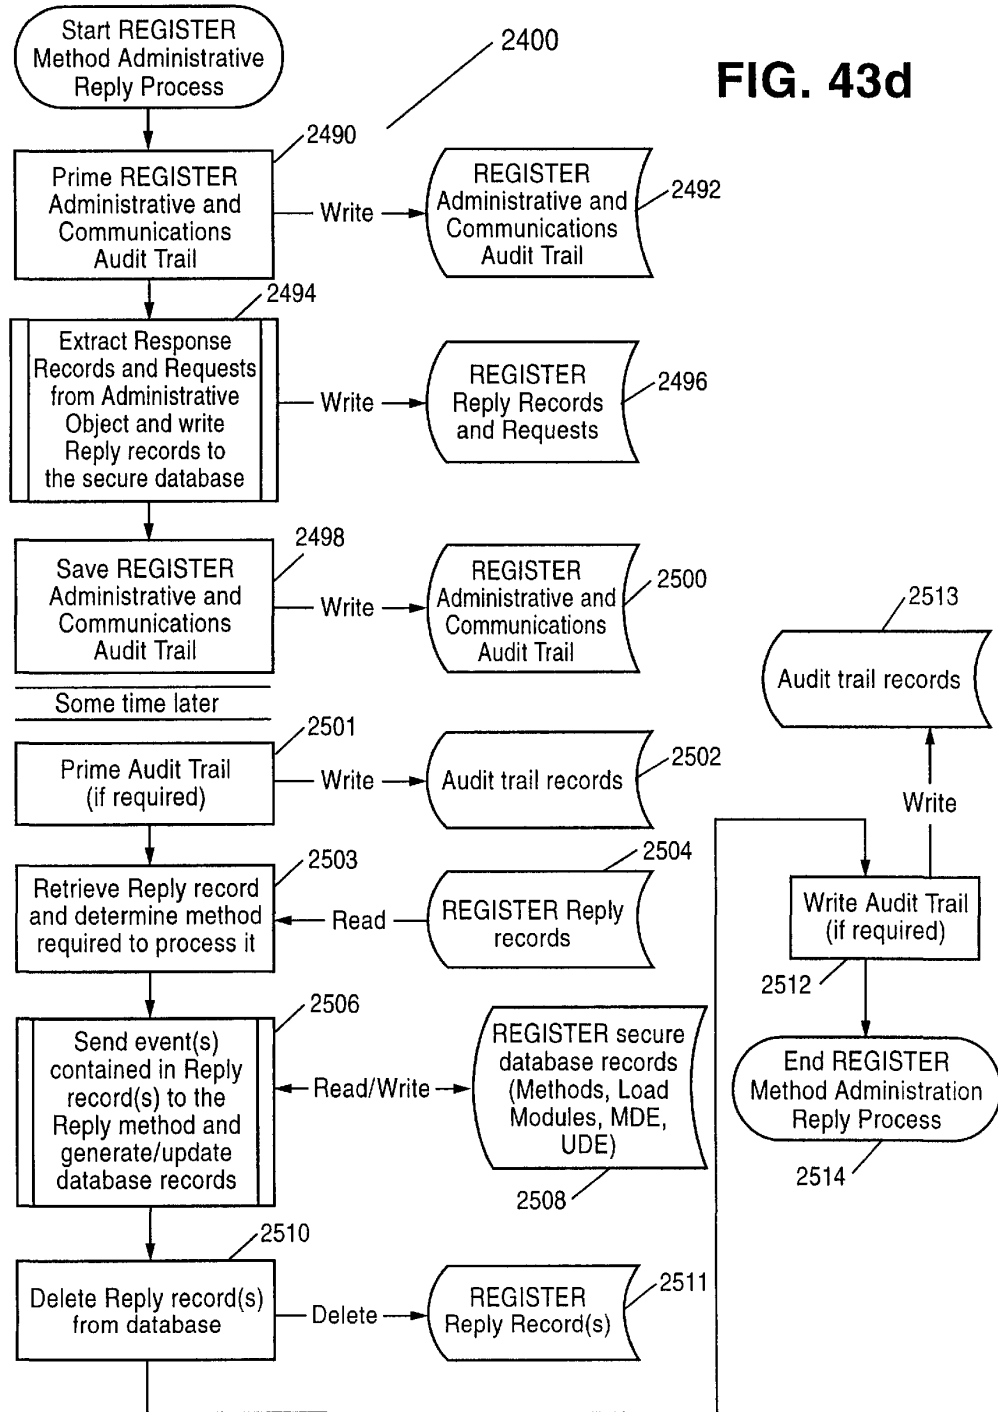 Start REGISTER
Method Administrative
Reply Process
2400
FIG. 43d
2490
Prime REGISTER
Administrative and
Communications
Audit Trail
Write
REGISTER
Administrative and
Communications
Audit Trail
2492
2494
Extract Response
Records and Requests
from Administrative
Object and write
Reply records to
the secure database
Write
REGISTER
Reply Records
and Requests
2496
2498
Save REGISTER
Administrative and
Communications
Audit Trail
Write
REGISTER
Administrative and
Communications
Audit Trail
2500
Some time later
2501
Prime Audit Trail
(if required)
Write
Audit trail records
2502
2503
Retrieve Reply record
and determine method
required to process it
Read
REGISTER Reply
records
2504
2506
Send event(s)
contained in Reply
record(s) to the
Reply method and
generate/update
database records
Read/Write
REGISTER secure
database records
(Methods, Load
Modules, MDE,
UDE)
2508
2510
Delete Reply record(s)
from database
Delete
REGISTER
Reply Record(s)
2511
2513
Audit trail records
Write
Write Audit Trail
(if required)
2512
End REGISTER
Method Administration
Reply Process
2514